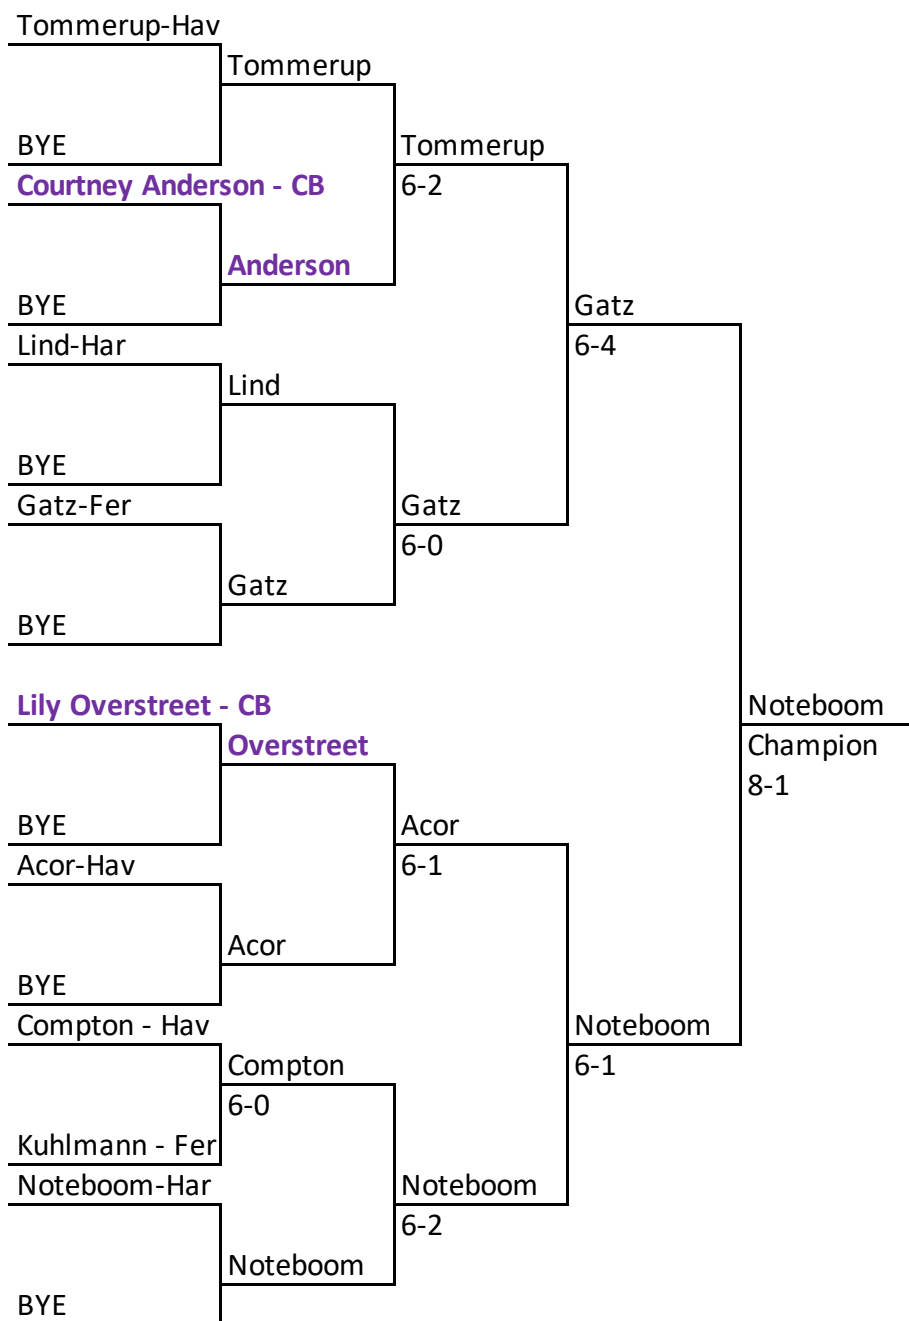 Tommerup-Hav
Tommerup
BYE
Tommerup
Courtney Anderson - CB
6-2
Anderson
BYE
Gatz
Lind-Har
6-4
Lind
BYE
Gatz-Fer
Gatz
6-0
Gatz
BYE
Lily Overstreet - CB
Noteboom
Overstreet
Champion
8-1
BYE
Acor
Acor-Hav
6-1
Acor
BYE
Compton - Hav
Noteboom
Compton
6-1
6-0
Kuhlmann - Fer
Noteboom-Har
Noteboom
6-2
Noteboom
BYE